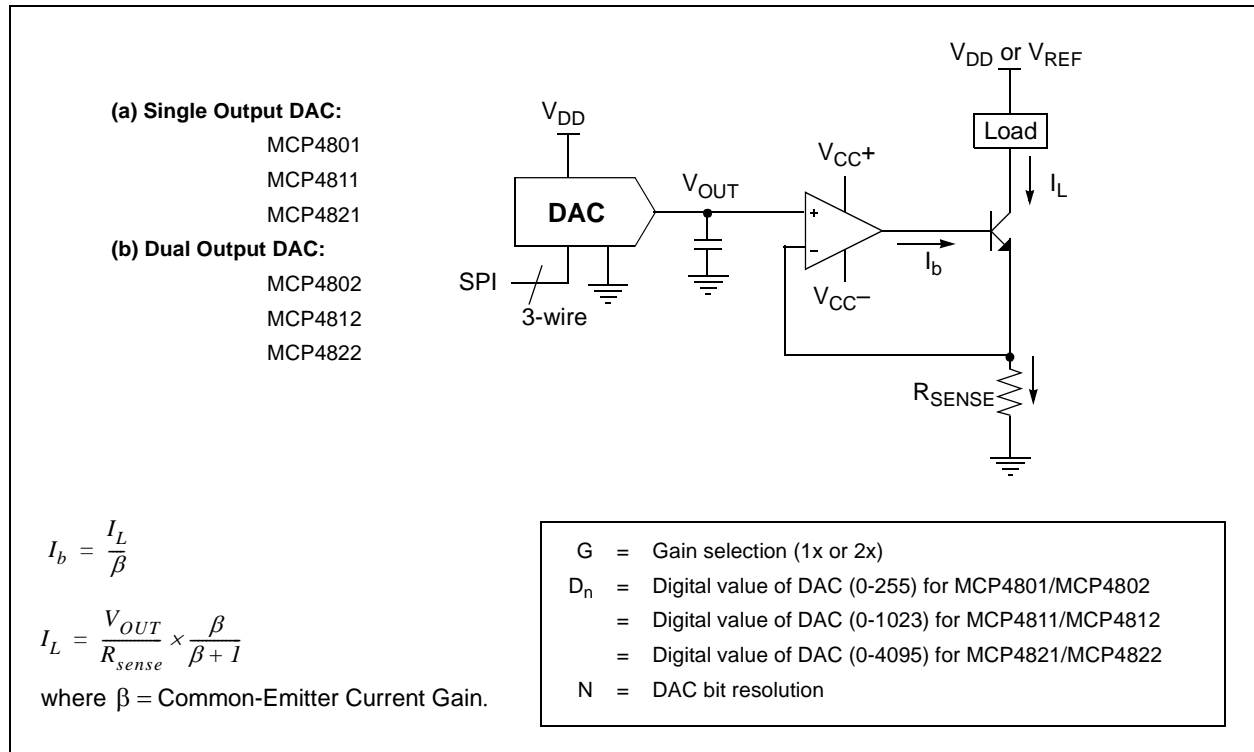 (a) Single Output DAC:
MCP4801
MCP4811
MCP4821
(b) Dual Output DAC:
MCP4802
MCP4812
MCP4822
V_DD
DAC
SPI
3-wire
V_OUT
V_CC+
+
–
V_CC–
I_b
V_DD or V_REF
Load
I_L
R_SENSE
I_b = I_L / β
I_L = V_OUT / R_sense × β / β + 1
where β = Common-Emitter Current Gain.
G = Gain selection (1x or 2x)
D_n = Digital value of DAC (0-255) for MCP4801/MCP4802
= Digital value of DAC (0-1023) for MCP4811/MCP4812
= Digital value of DAC (0-4095) for MCP4821/MCP4822
N = DAC bit resolution